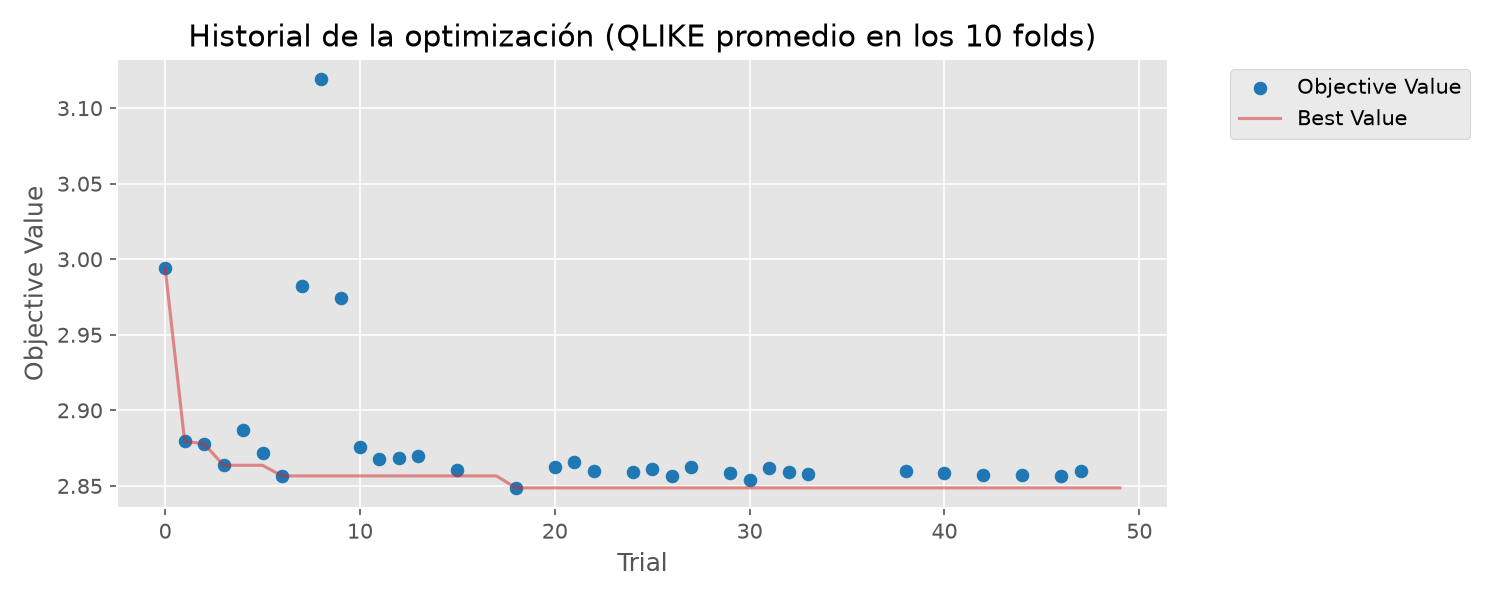 Historial de la optimización (QLIKE promedio en los 10 folds)
Objective Value
Best Value
Objective Value
3.10
3.05
3.00
2.95
2.90
2.85
0 10 20 30 40 50
Trial